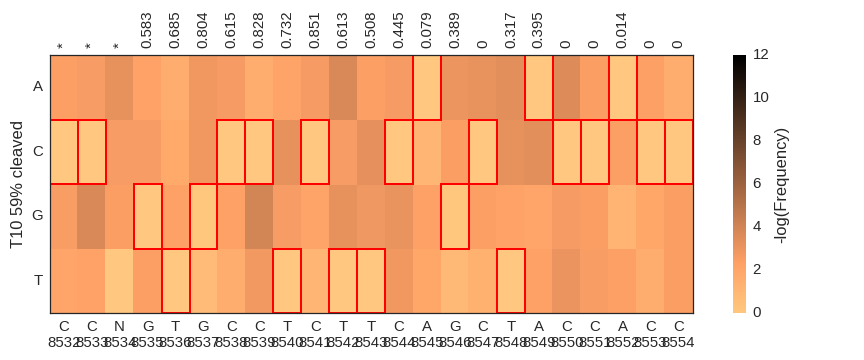 * * * 0.583 0.685 0.804 0.615 0.828 0.732 0.851 0.613 0.508 0.445 0.079 0.389 0 0.317 0.395 0 0 0.014 0 0
T10 59% cleaved
A
C
G
T
C C N G T G C C T C T T C A G C T A C C A C C
8532 8533 8534 8535 8536 8537 8538 8539 8540 8541 8542 8543 8544 8545 8546 8547 8548 8549 8550 8551 8552 8553 8554
12
10
8
6
4
2
0
-log(Frequency)